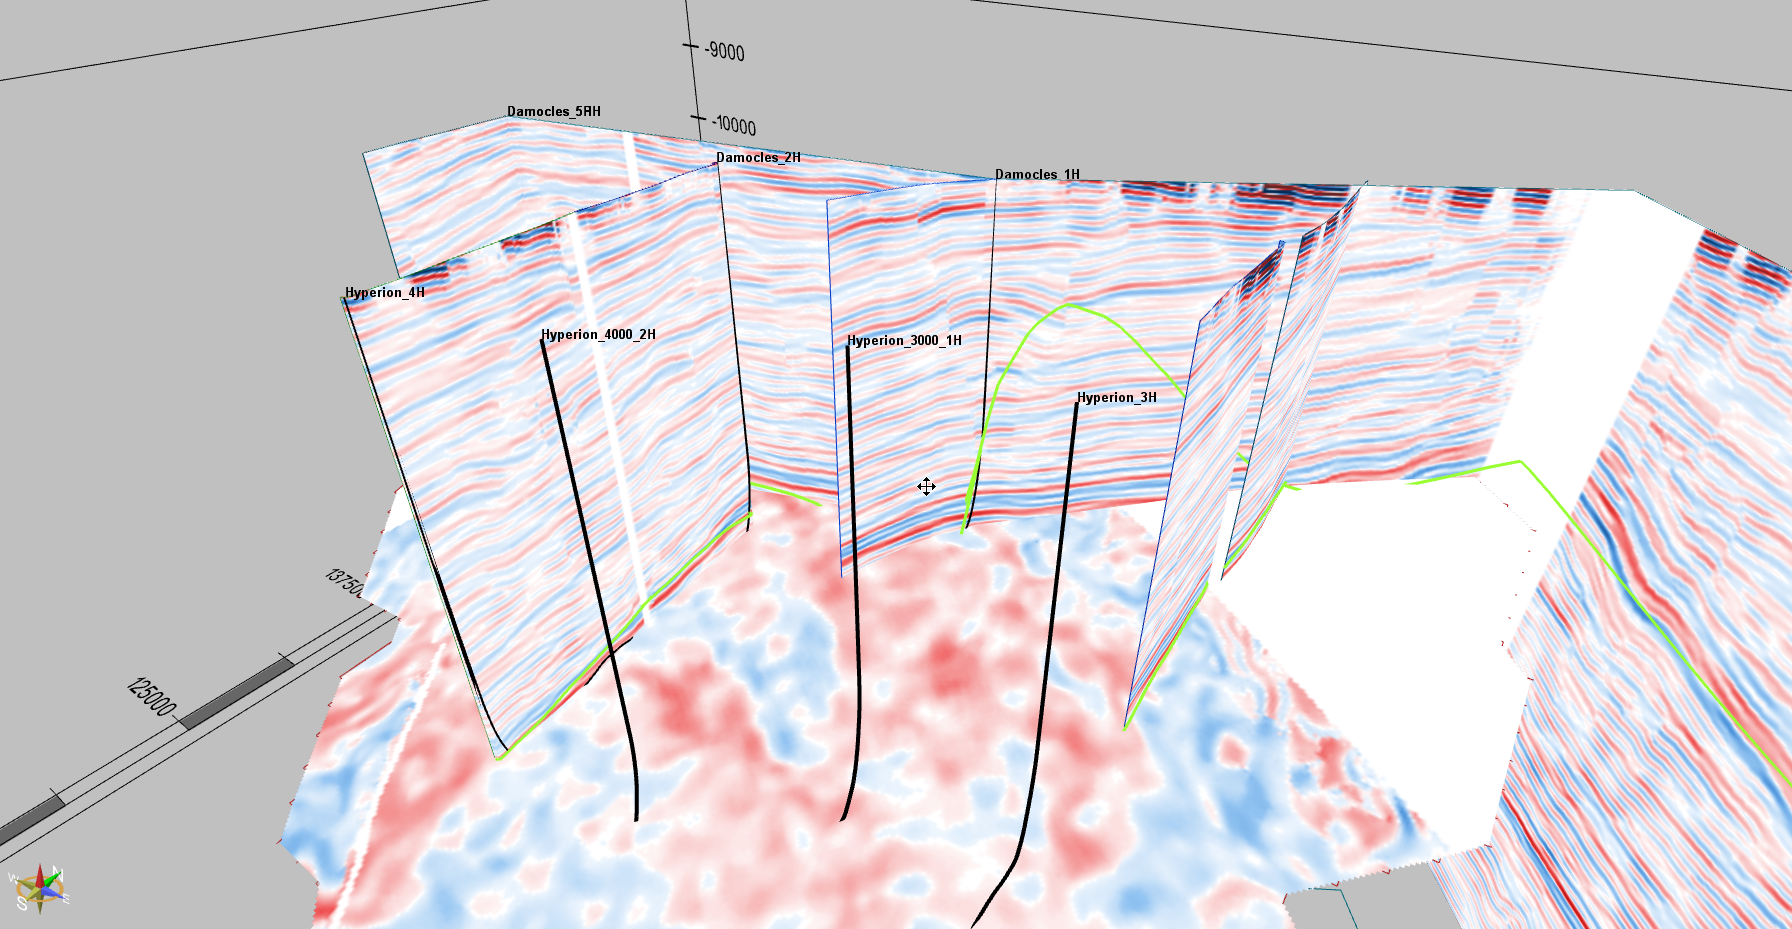 -9000
-10000
Damocles_5RH
Damocles_2H
Damocles_1H
Hyperion_4H
Hyperion_4000_2H
Hyperion_3000_1H
Hyperion_3H
125000
N
W
S
E